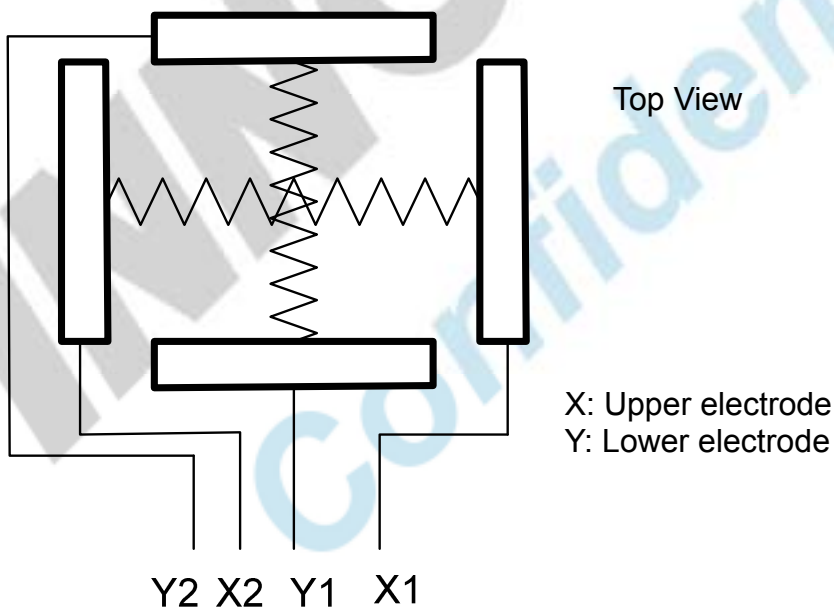 Top View
X: Upper electrode
Y: Lower electrode
Y2 X2 Y1 X1